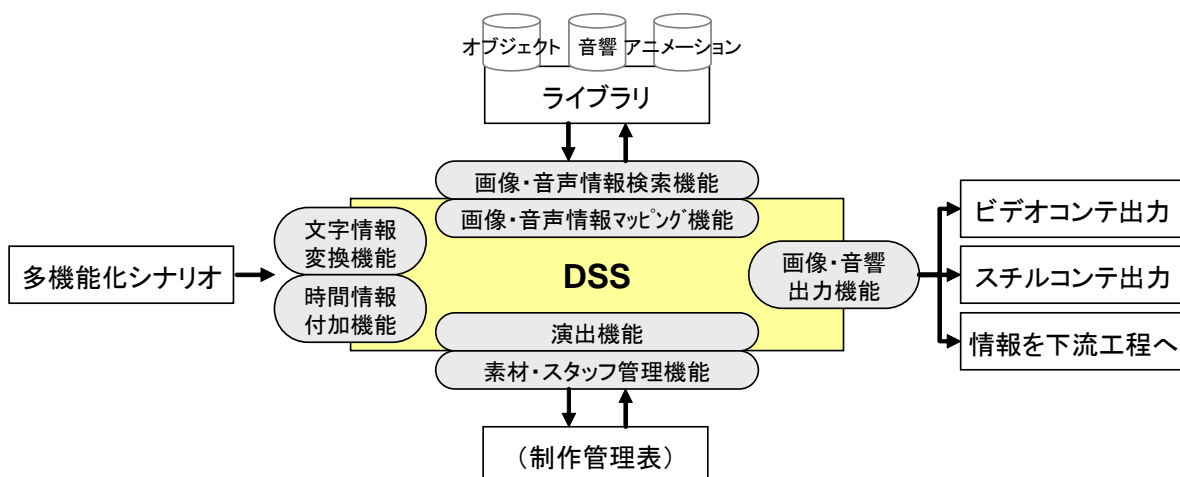 オブジェクト
音響
アニメーション
ライブラリ
画像・音声情報検索機能
画像・音声情報ﾏｯﾋﾟﾝｸﾞ機能
文字情報
変換機能
時間情報
付加機能
多機能化シナリオ
DSS
画像・音響
出力機能
ビデオコンテ出力
スチルコンテ出力
情報を下流工程へ
演出機能
素材・スタッフ管理機能
（制作管理表）